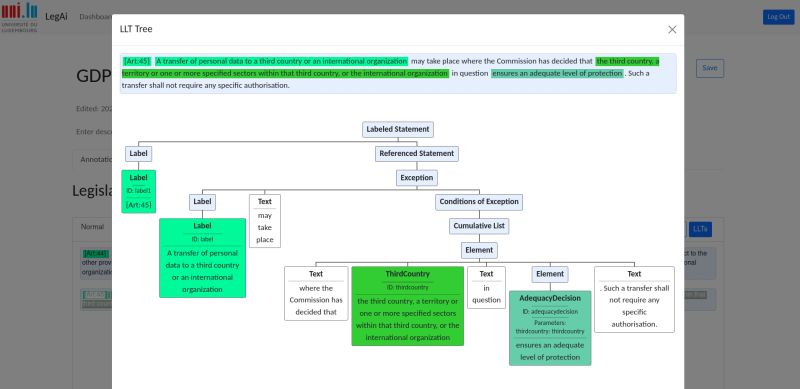 uni.lu
UNIVERSITÉ DU
LUXEMBOURG
LegAi
Dashboar
Log Out
LLT Tree
[Art:45] A transfer of personal data to a third country or an international organization may take place where the Commission has decided that the third country, a
territory or one or more specified sectors within that third country, or the international organization in question ensures an adequate level of protection . Such a
transfer shall not require any specific authorisation.
GDP
Save
Edited: 202
Enter desc
Annotatio
Legisla
Normal
LLTs
Labeled Statement
Label
Referenced Statement
Label
ID: label1
[Art:45]
Exception
Label
Text
may
take
place
Conditions of Exception
Label
ID: label
A transfer of personal
data to a third country
or an international
organization
Cumulative List
Element
Text
where the
Commission has
decided that
ThirdCountry
ID: thirdcountry
the third country, a territory or
one or more specified sectors
within that third country, or the
international organization
Text
in
question
Element
AdequacyDecision
ID: adequacydecision
Parameters:
thirdcountry: thirdcountry
ensures an adequate
level of protection
Text
. Such a transfer shall
not require any
specific
authorisation.
[Art:44]
other prov
organizatio
ct to the
onal